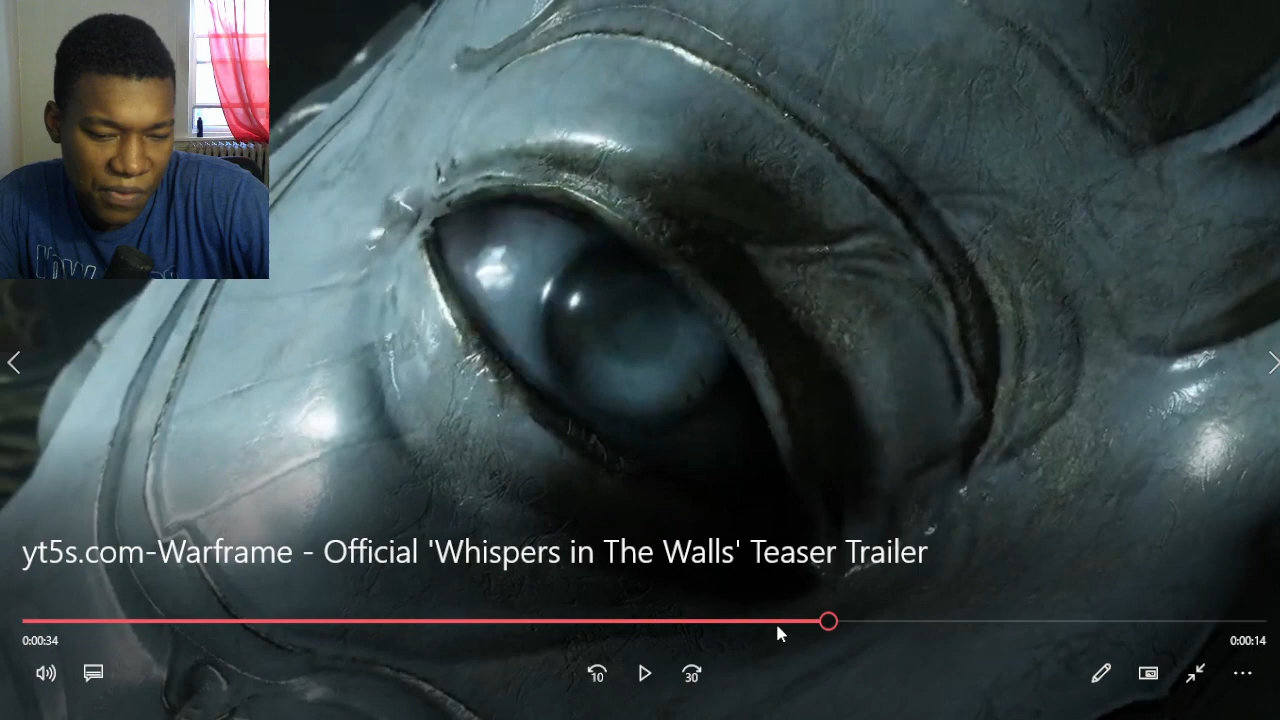 yt5s.com-Warframe - Official 'Whispers in The Walls' Teaser Trailer
0:00:34
0:00:14
10
30